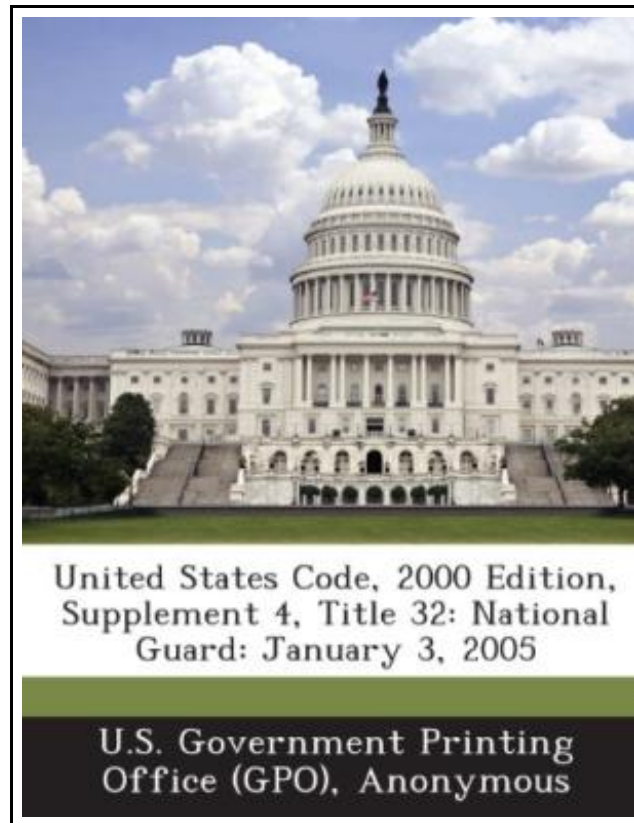 United States Code, 2000 Edition,
Supplement 4, Title 32: National
Guard: January 3, 2005
U.S. Government Printing
Office (GPO), Anonymous